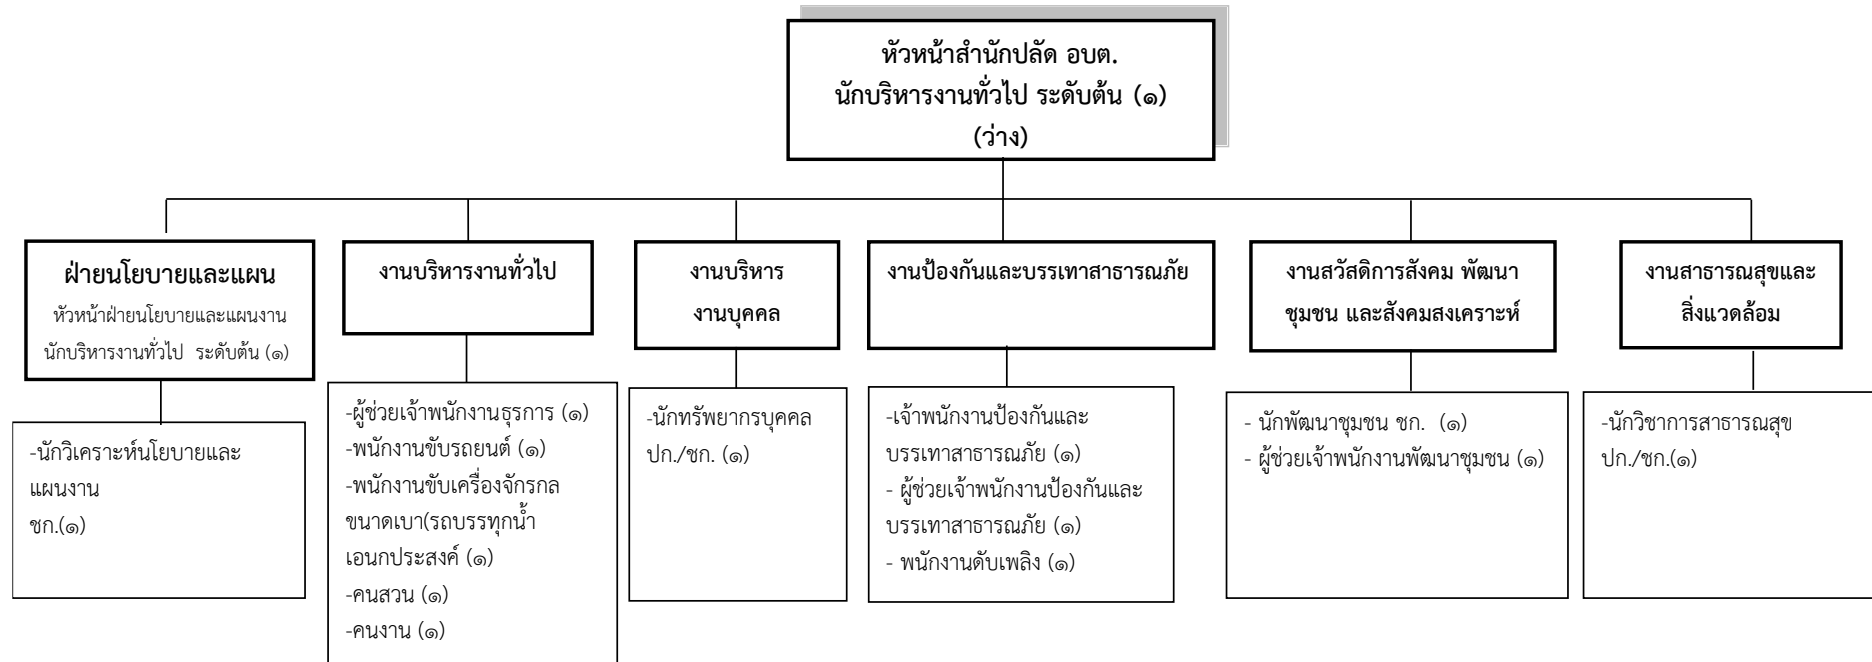 หัวหน้าสำนักปลัด อบต.
นักบริหารงานทั่วไป ระดับต้น (๑)
(ว่าง)
ฝ่ายนโยบายและแผน
หัวหน้าฝ่ายนโยบายและแผนงาน
นักบริหารงานทั่วไป ระดับต้น (๑)
-นักวิเคราะห์นโยบายและ
แผนงาน
ชก.(๑)
งานบริหารงานทั่วไป
-ผู้ช่วยเจ้าพนักงานธุรการ (๑)
-พนักงานขับรถยนต์ (๑)
-พนักงานขับเครื่องจักรกล
ขนาดเบา(รถบรรทุกน้ำ
เอนกประสงค์ (๑)
-คนสวน (๑)
-คนงาน (๑)
งานบริหาร
งานบุคคล
-นักทรัพยากรบุคคล
ปก./ชก. (๑)
งานป้องกันและบรรเทาสาธารณภัย
-เจ้าพนักงานป้องกันและ
บรรเทาสาธารณภัย (๑)
- ผู้ช่วยเจ้าพนักงานป้องกันและ
บรรเทาสาธารณภัย (๑)
- พนักงานดับเพลิง (๑)
งานสวัสดิการสังคม พัฒนา
ชุมชน และสังคมสงเคราะห์
- นักพัฒนาชุมชน ชก. (๑)
- ผู้ช่วยเจ้าพนักงานพัฒนาชุมชน (๑)
งานสาธารณสุขและ
สิ่งแวดล้อม
-นักวิชาการสาธารณสุข
ปก./ชก.(๑)